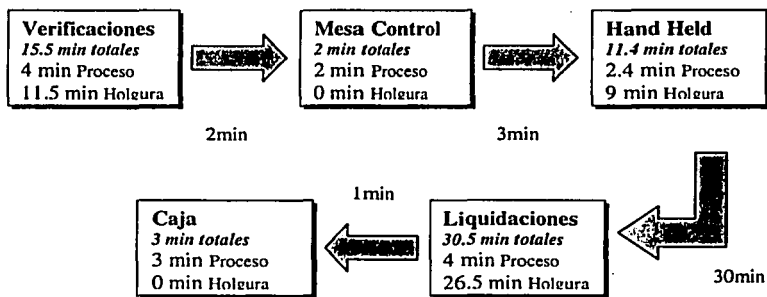 Verificaciones
15.5 min totales
4 min Proceso
11.5 min Holgura
2min
Mesa Control
2 min totales
2 min Proceso
0 min Holgura
3min
Hand Held
11.4 min totales
2.4 min Proceso
9 min Holgura
30min
Liquidaciones
30.5 min totales
4 min Proceso
26.5 min Holgura
1min
Caja
3 min totales
3 min Proceso
0 min Holgura